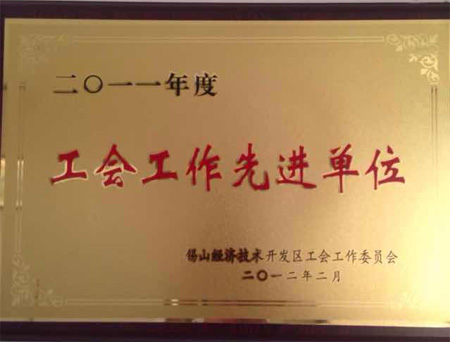 二〇一一年度
工会工作先进单位
锡山经济技术开发区工会工作委员会
二〇一二年二月